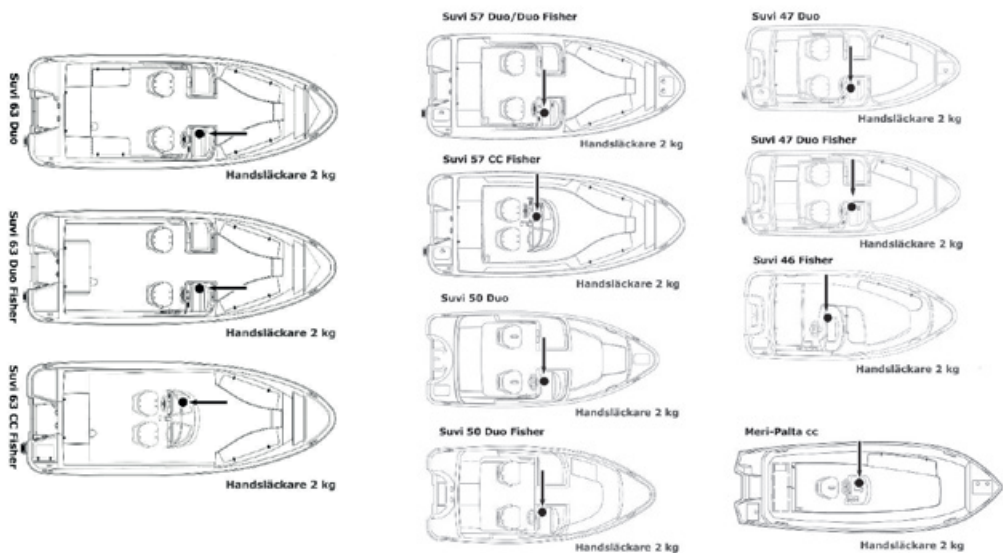 Suvi 63 Duo
Handsläckare 2 kg
Suvi 63 Duo Fisher
Handsläckare 2 kg
Suvi 63 CC Fisher
Handsläckare 2 kg
Suvi 57 Duo/Duo Fisher
Handsläckare 2 kg
Suvi 57 CC Fisher
Handsläckare 2 kg
Suvi 50 Duo
Handsläckare 2 kg
Suvi 50 Duo Fisher
Handsläckare 2 kg
Suvi 47 Duo
Handsläckare 2 kg
Suvi 47 Duo Fisher
Handsläckare 2 kg
Suvi 46 Fisher
Handsläckare 2 kg
Meri-Palta cc
Handsläckare 2 kg